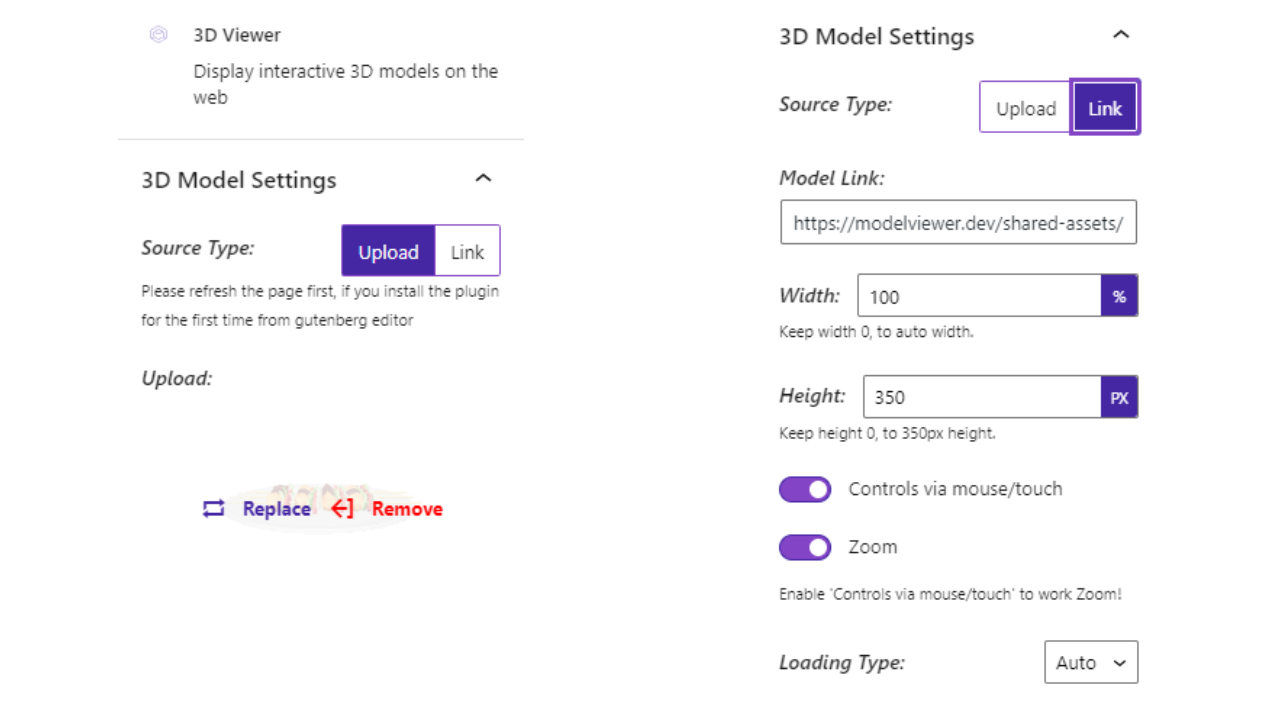 3D Viewer
Display interactive 3D models on the
web
3D Model Settings
Source Type:
Upload
Link
Please refresh the page first, if you install the plugin
for the first time from gutenberg editor
Upload:
Replace
Remove
3D Model Settings
Source Type:
Upload
Link
Model Link:
https://modelviewer.dev/shared-assets/
Width:
100
%
Keep width 0, to auto width.
Height:
350
PX
Keep height 0, to 350px height.
Controls via mouse/touch
Zoom
Enable 'Controls via mouse/touch' to work Zoom!
Loading Type:
Auto